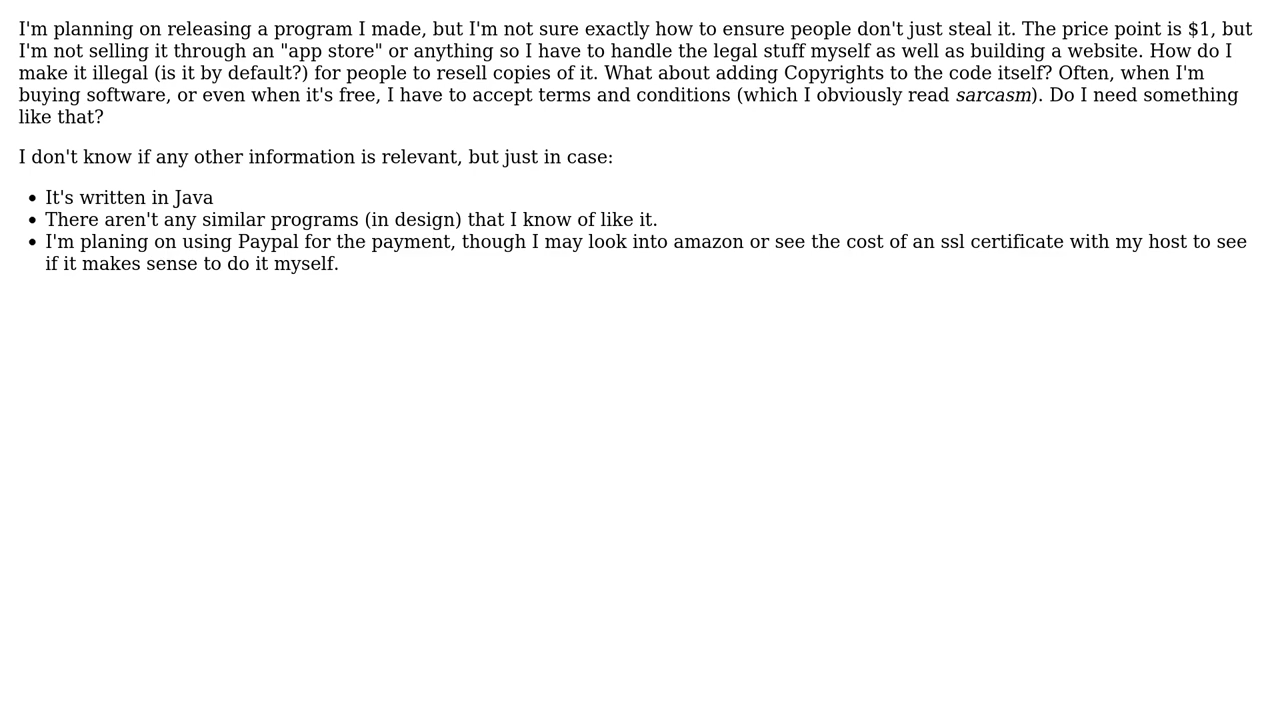 I'm planning on releasing a program I made, but I'm not sure exactly how to ensure people don't just steal it. The price point is $1, but
I'm not selling it through an "app store" or anything so I have to handle the legal stuff myself as well as building a website. How do I
make it illegal (is it by default?) for people to resell copies of it. What about adding Copyrights to the code itself? Often, when I'm
buying software, or even when it's free, I have to accept terms and conditions (which I obviously read sarcasm). Do I need something
like that?
I don't know if any other information is relevant, but just in case:
• It's written in Java
• There aren't any similar programs (in design) that I know of like it.
• I'm planing on using Paypal for the payment, though I may look into amazon or see the cost of an ssl certificate with my host to see
if it makes sense to do it myself.